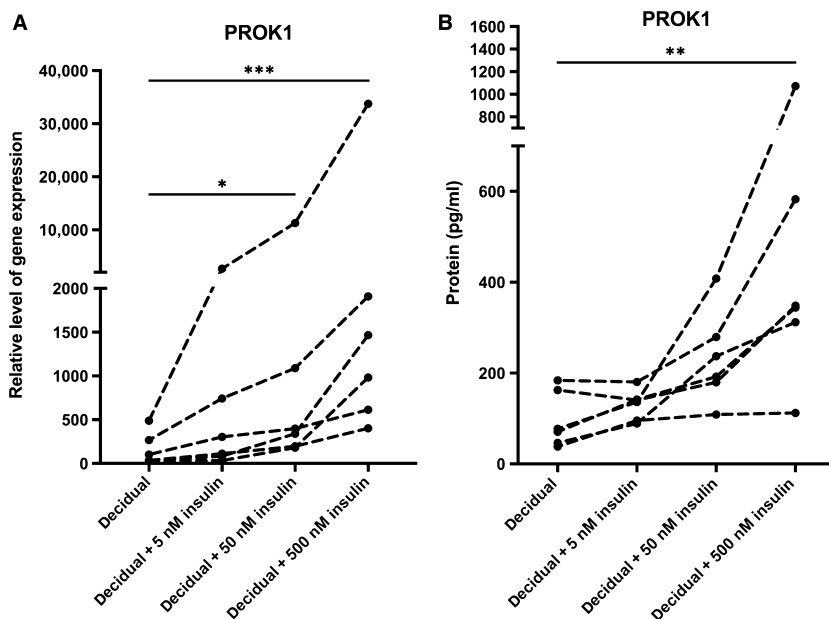 A
PROK1
Relative level of gene expression
40,000
30,000
20,000
10,000
2000
1500
1000
500
0
***
*
Decidual
Decidual + 5 nM insulin
Decidual + 50 nM insulin
Decidual + 500 nM insulin
B
PROK1
Protein (pg/ml)
1600
1400
1200
1000
800
600
400
200
0
**
Decidual
Decidual + 5 nM insulin
Decidual + 50 nM insulin
Decidual + 500 nM insulin